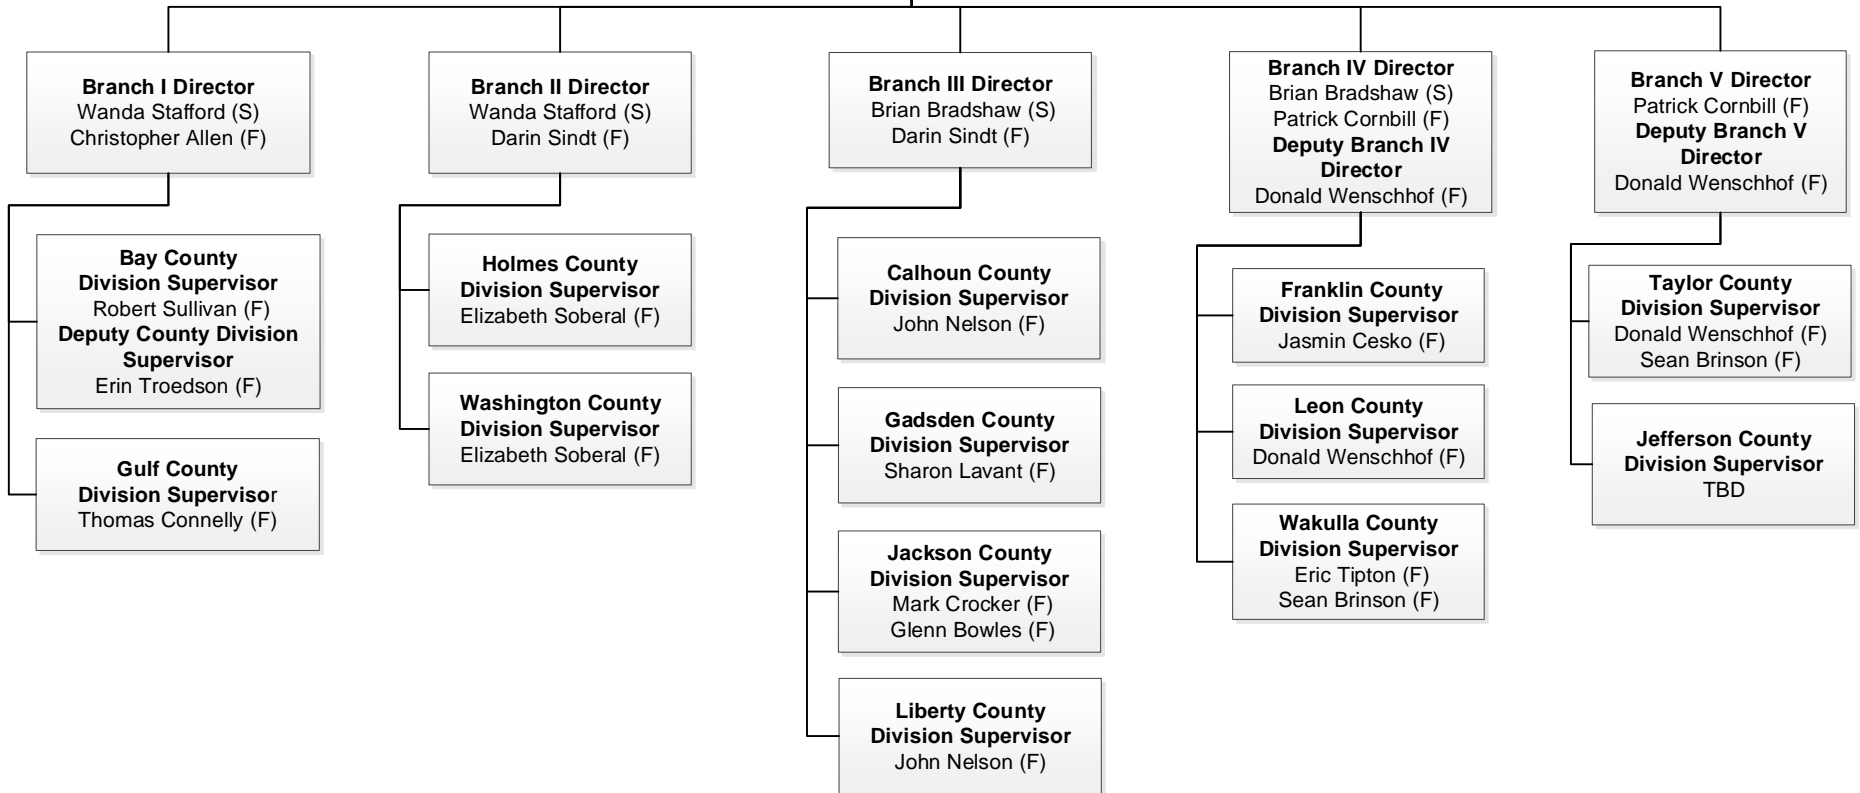 Branch I Director
Wanda Stafford (S)
Christopher Allen (F)
Bay County
Division Supervisor
Robert Sullivan (F)
Deputy County Division
Supervisor
Erin Troedson (F)
Gulf County
Division Supervisor
Thomas Connelly (F)
Branch II Director
Wanda Stafford (S)
Darin Sindt (F)
Holmes County
Division Supervisor
Elizabeth Soberal (F)
Washington County
Division Supervisor
Elizabeth Soberal (F)
Branch III Director
Brian Bradshaw (S)
Darin Sindt (F)
Calhoun County
Division Supervisor
John Nelson (F)
Gadsden County
Division Supervisor
Sharon Lavant (F)
Jackson County
Division Supervisor
Mark Crocker (F)
Glenn Bowles (F)
Liberty County
Division Supervisor
John Nelson (F)
Branch IV Director
Brian Bradshaw (S)
Patrick Cornbill (F)
Deputy Branch IV
Director
Donald Wenschhof (F)
Franklin County
Division Supervisor
Jasmin Cesko (F)
Leon County
Division Supervisor
Donald Wenschhof (F)
Wakulla County
Division Supervisor
Eric Tipton (F)
Sean Brinson (F)
Branch V Director
Patrick Cornbill (F)
Deputy Branch V
Director
Donald Wenschhof (F)
Taylor County
Division Supervisor
Donald Wenschhof (F)
Sean Brinson (F)
Jefferson County
Division Supervisor
TBD